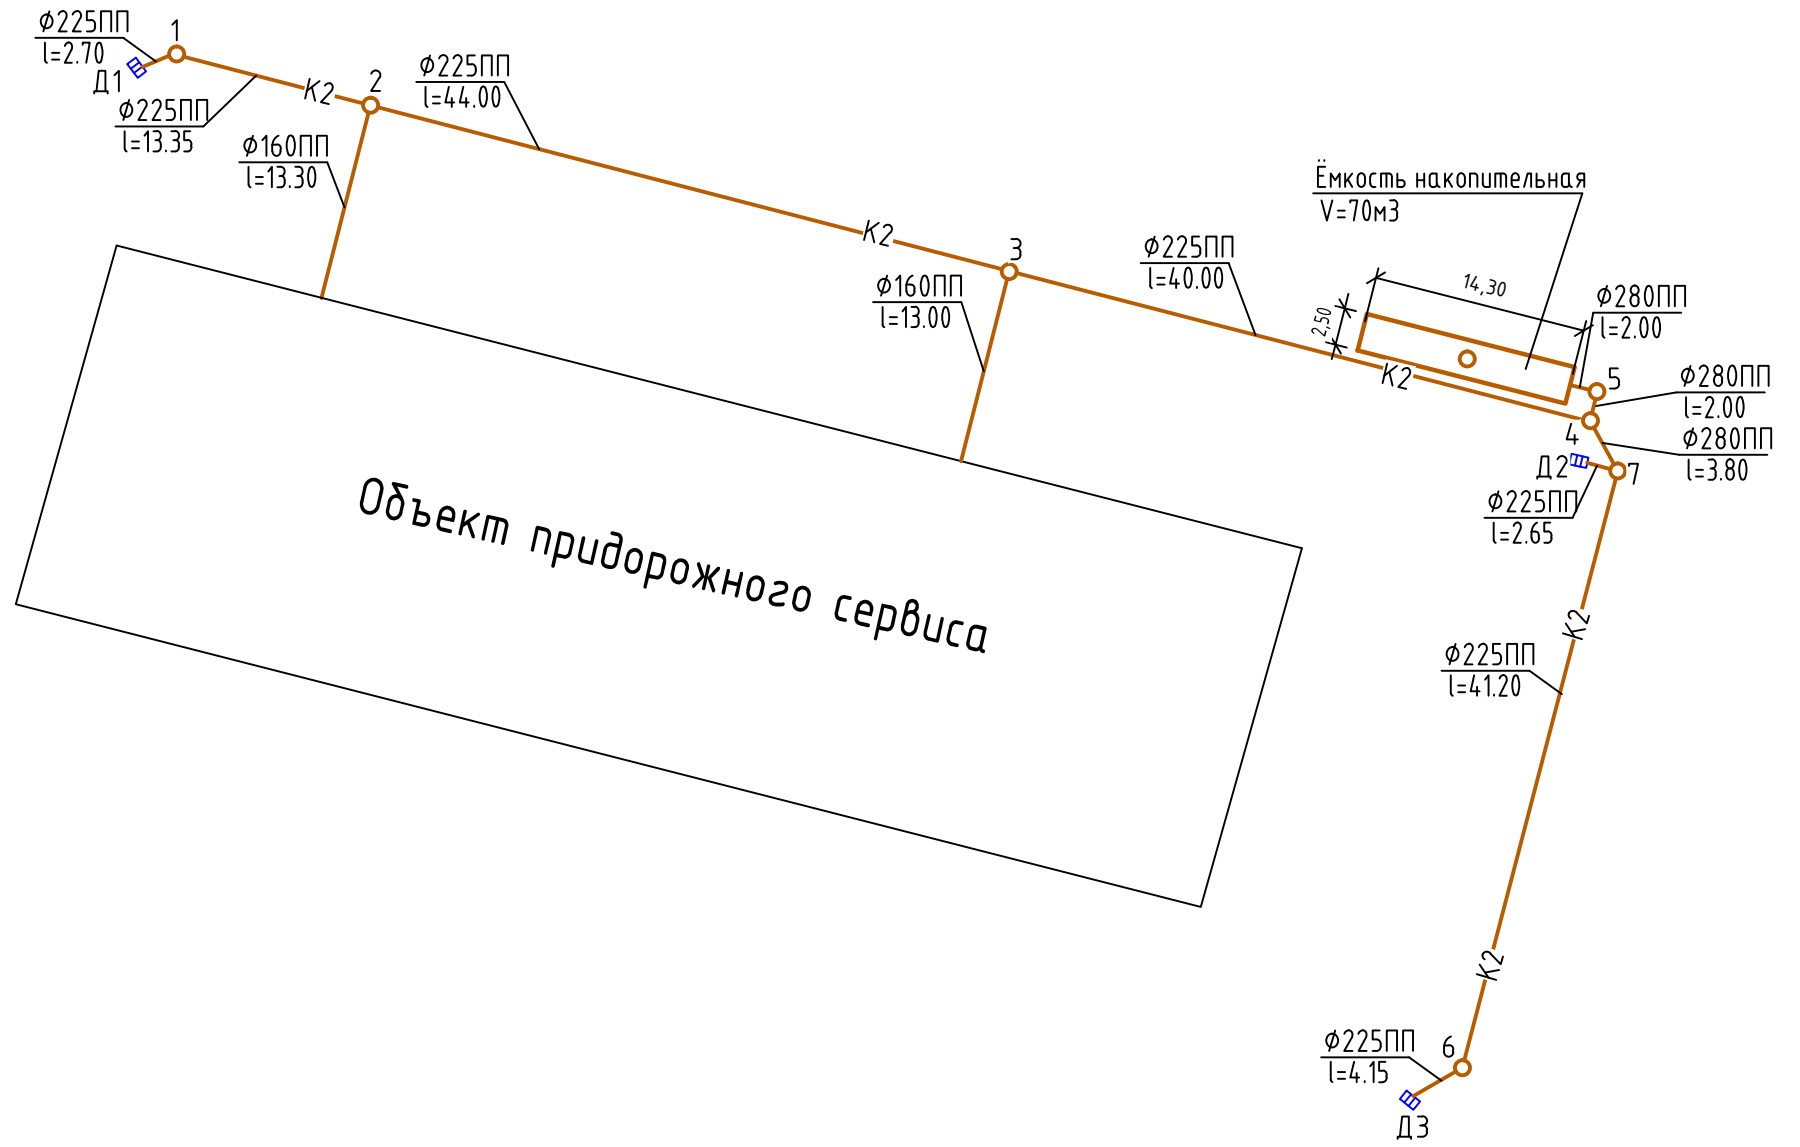 ф225ПП
l=2.70
1
Д1
ф225ПП
l=13.35
К2
2
ф225ПП
l=44.00
ф160ПП
l=13.30
К2
3
ф160ПП
l=13.00
ф225ПП
l=40.00
Ёмкость накопительная
V=70м3
14,30
2,50
ф280ПП
l=2.00
К2
5
ф280ПП
l=2.00
4
ф280ПП
l=3.80
Д2
7
ф225ПП
l=2.65
Объект придорожного сервиса
К2
ф225ПП
l=41.20
К2
6
ф225ПП
l=4.15
Д3